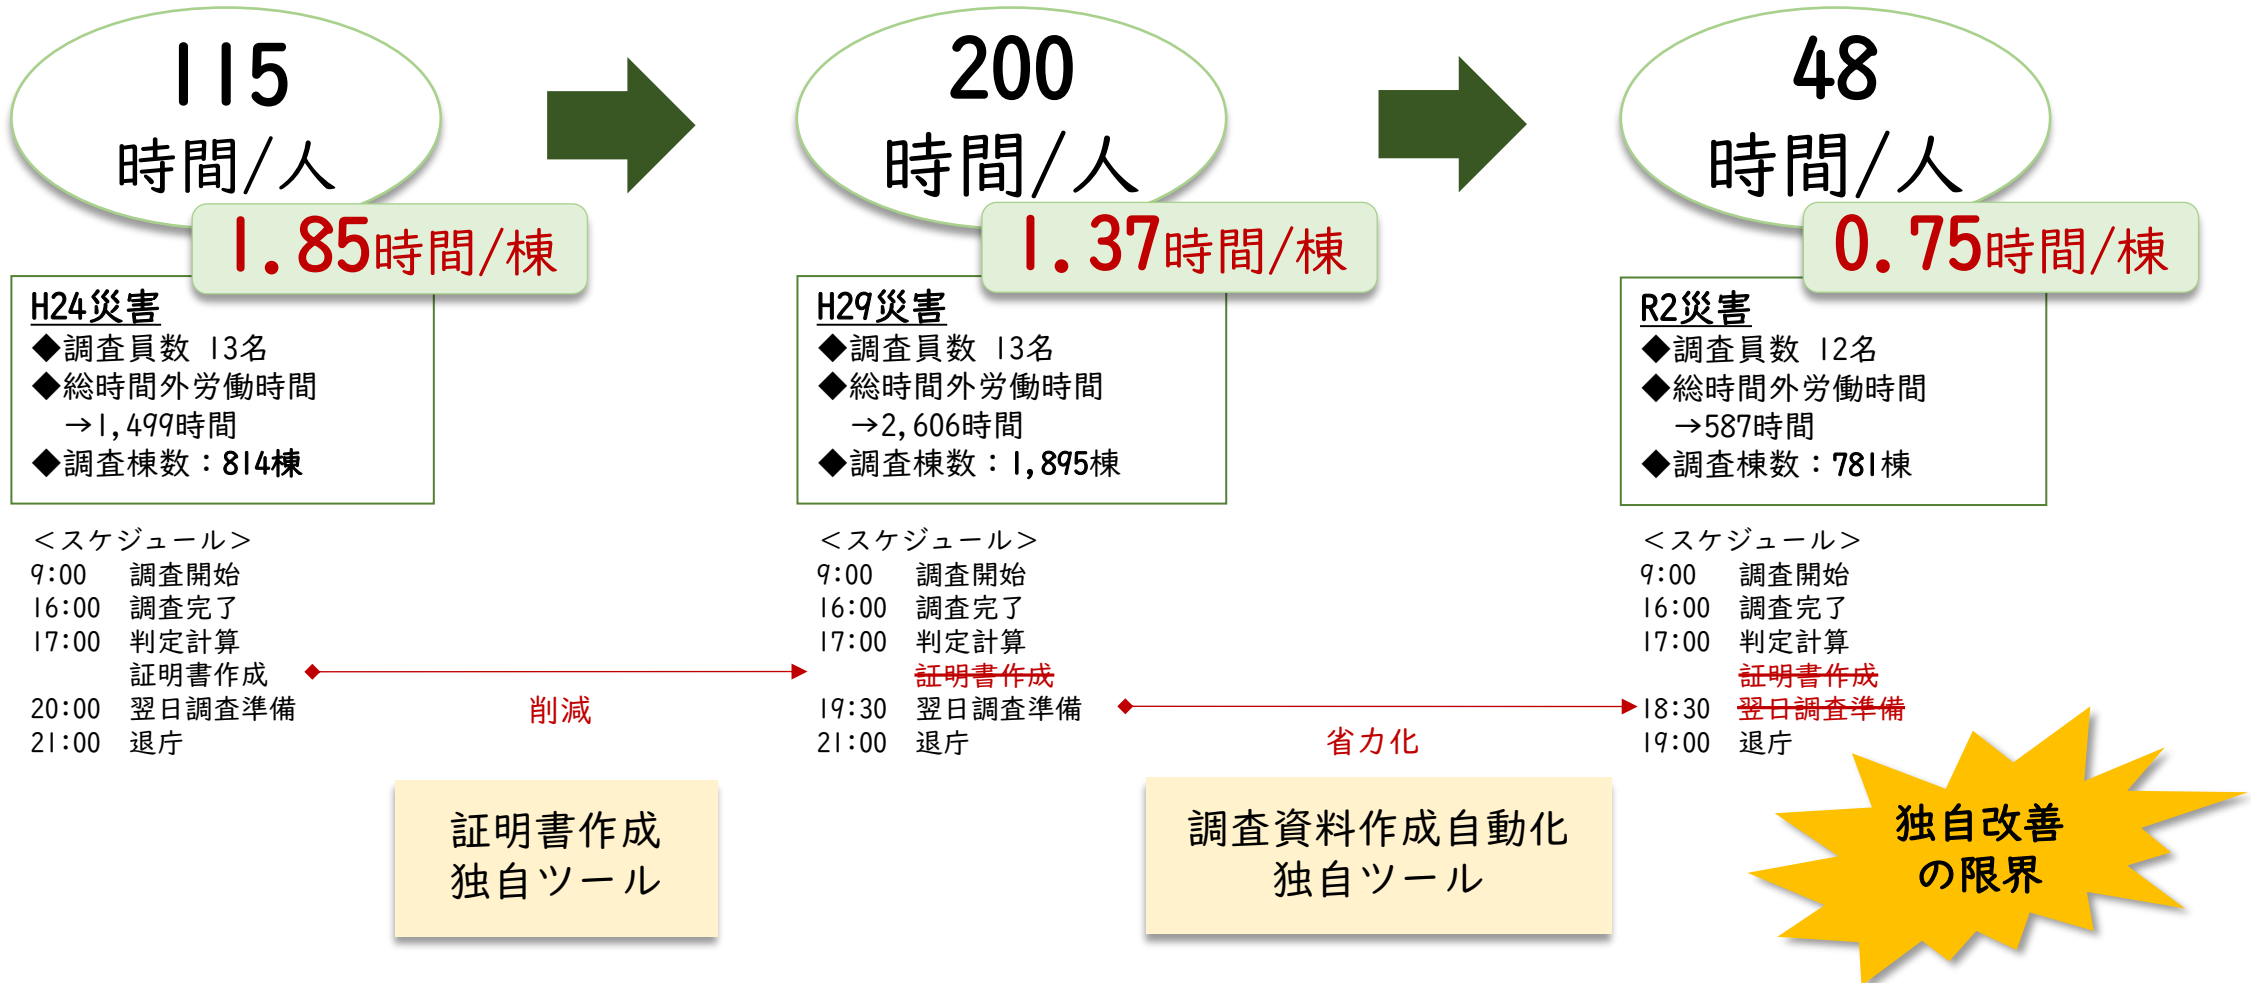 115
時間/人
1.85時間/棟
H24災害
◆調査員数 13名
◆総時間外労働時間
→1,499時間
◆調査棟数：814棟
＜スケジュール＞
9:00 調査開始
16:00 調査完了
17:00 判定計算
証明書作成
20:00 翌日調査準備
21:00 退庁
削減
証明書作成
独自ツール
200
時間/人
1.37時間/棟
H29災害
◆調査員数 13名
◆総時間外労働時間
→2,606時間
◆調査棟数：1,895棟
＜スケジュール＞
9:00 調査開始
16:00 調査完了
17:00 判定計算
証明書作成
19:30 翌日調査準備
21:00 退庁
省力化
調査資料作成自動化
独自ツール
48
時間/人
0.75時間/棟
R2災害
◆調査員数 12名
◆総時間外労働時間
→587時間
◆調査棟数：781棟
＜スケジュール＞
9:00 調査開始
16:00 調査完了
17:00 判定計算
証明書作成
18:30 翌日調査準備
19:00 退庁
独自改善
の限界